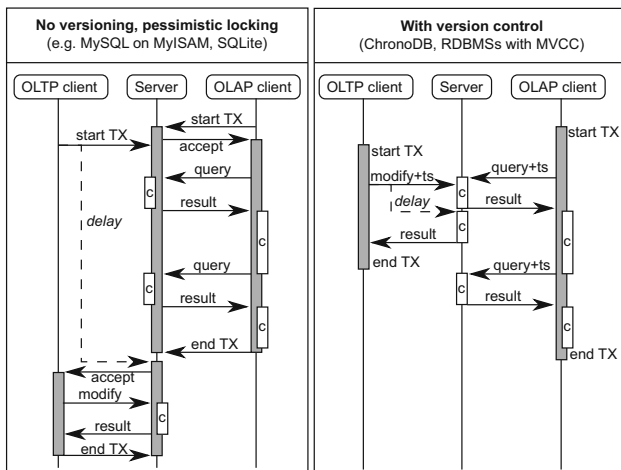 No versioning, pessimistic locking
(e.g. MySQL on MyISAM, SQLite)
OLTP client
Server
OLAP client
start TX
start TX
accept
query
c
result
c
delay
query
c
result
c
end TX
accept
modify
c
result
end TX
With version control
(ChronoDB, RDBMSs with MVCC)
OLTP client
Server
OLAP client
start TX
start TX
modify+ts
query+ts
c
delay
result
c
c
result
end TX
query+ts
c
result
c
end TX